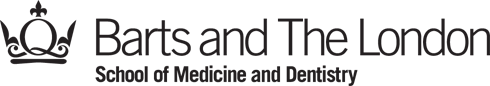 Barts and The London
School of Medicine and Dentistry